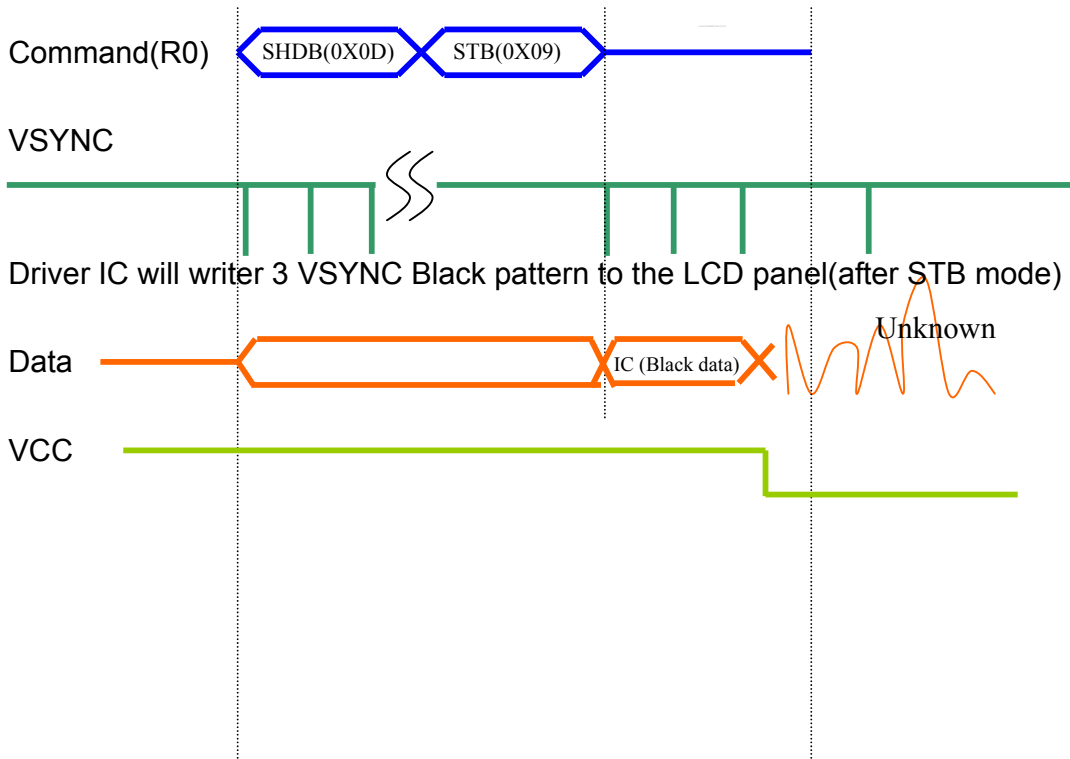 Command(R0)
SHDB(0X0D)
STB(0X09)
VSYNC
Driver IC will writer 3 VSYNC Black pattern to the LCD panel(after STB mode)
Unknown
Data
IC (Black data)
VCC